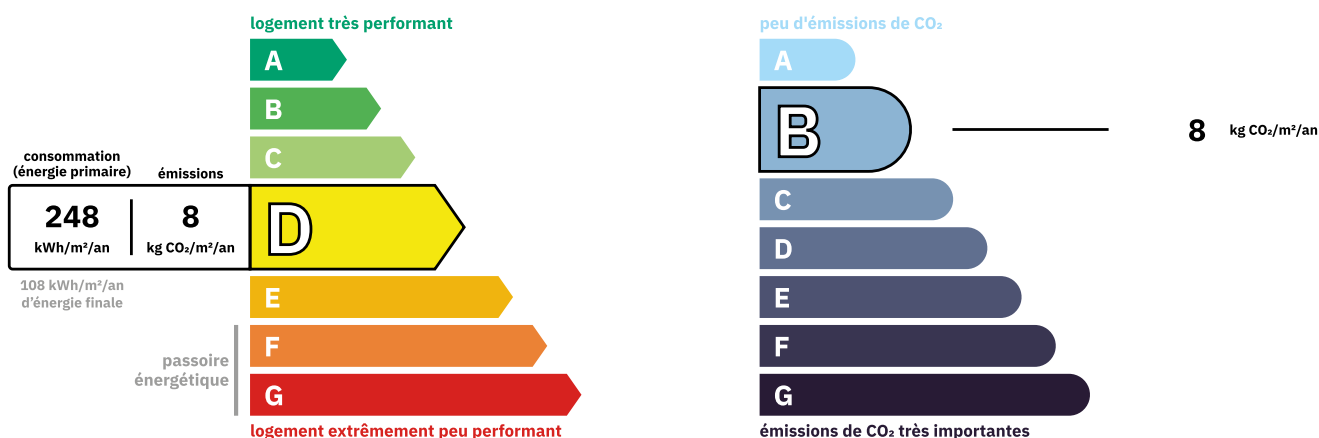 logement très performant
A
B
C
consommation
(énergie primaire)
émissions
248
kWh/m²/an
8
kg CO₂/m²/an
D
108 kWh/m²/an
d'énergie finale
E
passoire
énergétique
F
G
logement extrêmement peu performant
peu d'émissions de CO₂
A
B
8 kg CO₂/m²/an
C
D
E
F
G
émissions de CO₂ très importantes